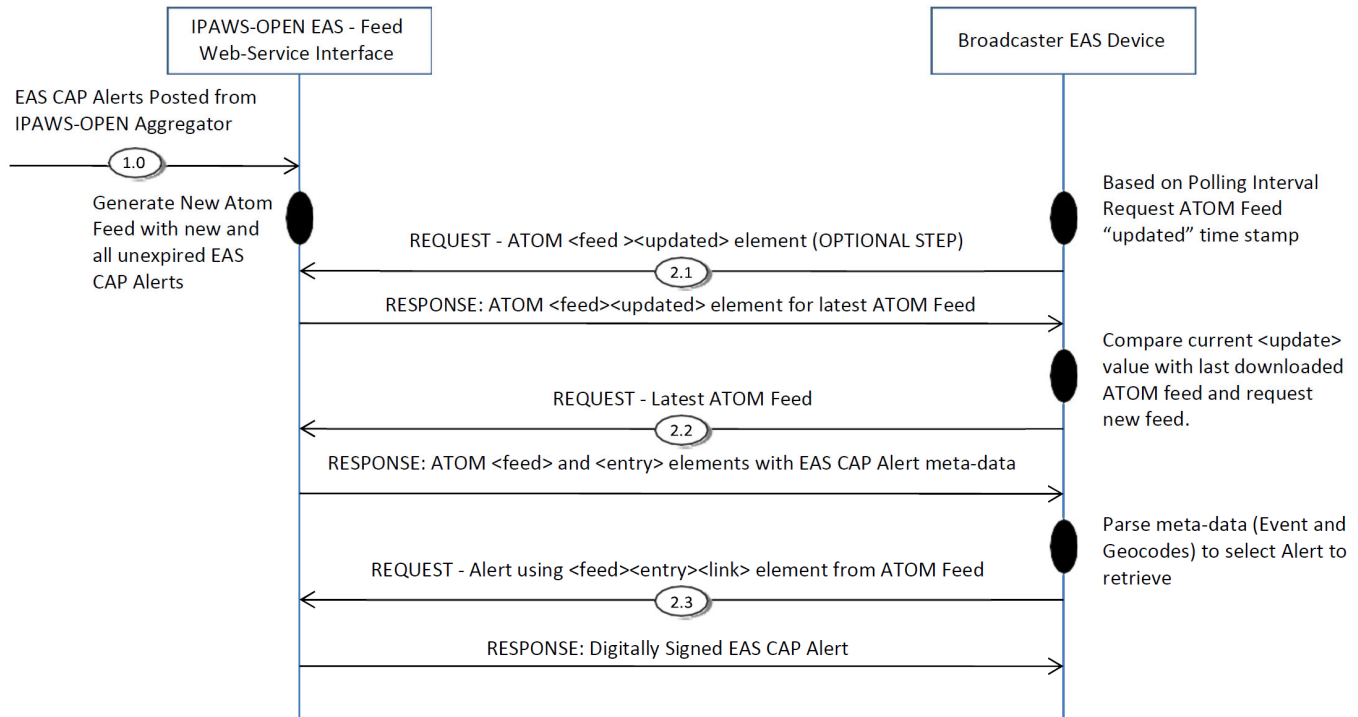 IPAWS-OPEN EAS - Feed
Web-Service Interface
Broadcaster EAS Device
EAS CAP Alerts Posted from
IPAWS-OPEN Aggregator
1.0
Generate New Atom
Feed with new and
all unexpired EAS
CAP Alerts
Based on Polling Interval
Request ATOM Feed
“updated” time stamp
REQUEST - ATOM <feed ><updated> element (OPTIONAL STEP)
2.1
RESPONSE: ATOM <feed><updated> element for latest ATOM Feed
Compare current <update>
value with last downloaded
ATOM feed and request
new feed.
REQUEST - Latest ATOM Feed
2.2
RESPONSE: ATOM <feed> and <entry> elements with EAS CAP Alert meta-data
Parse meta-data (Event and
Geocodes) to select Alert to
retrieve
REQUEST - Alert using <feed><entry><link> element from ATOM Feed
2.3
RESPONSE: Digitally Signed EAS CAP Alert